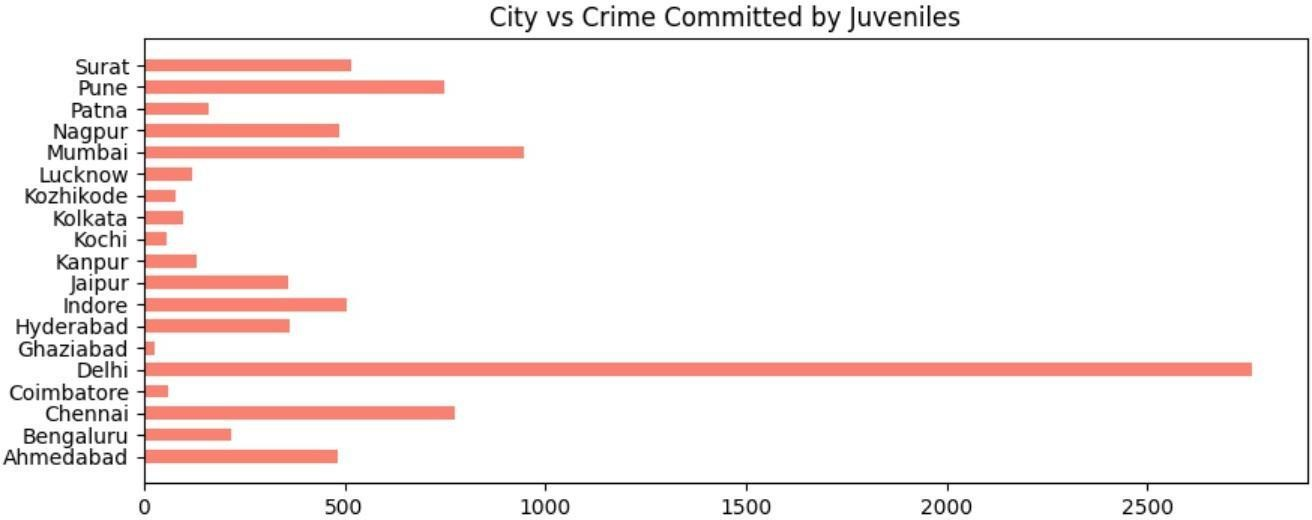 City vs Crime Committed by Juveniles
Surat
Pune
Patna
Nagpur
Mumbai
Lucknow
Kozhikode
Kolkata
Kochi
Kanpur
Jaipur
Indore
Hyderabad
Ghaziabad
Delhi
Coimbatore
Chennai
Bengaluru
Ahmedabad
0 500 1000 1500 2000 2500